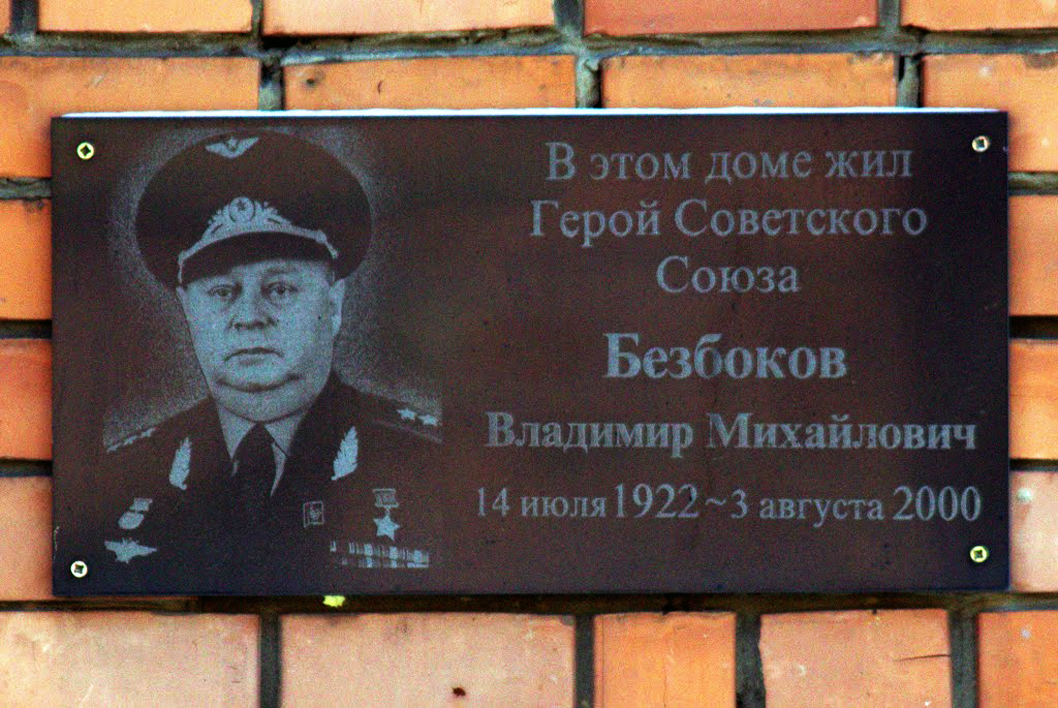 В этом доме жил
Герой Советского
Союза
Безбоков
Владимир Михайлович
14 июля 1922 ~ 3 августа 2000